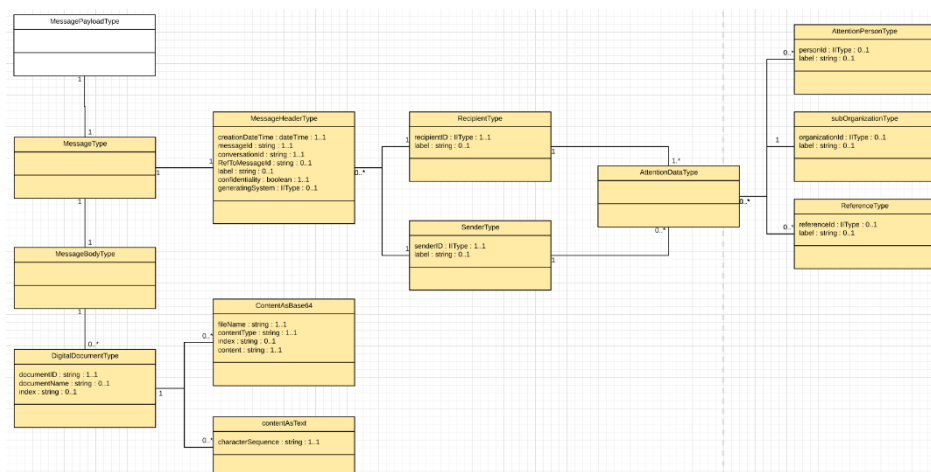 MessagePayloadType
1
1
MessageType
1
1
MessageHeaderType
creationDateTime : dateTime : 1..1
messageid : string : 1..1
conversationid : string : 1..1
RefToMessageId : string : 0..1
label : string : 0..1
confidentiality : boolean : 1..1
generatingSystem : IIType : 0..1
1
0..*
1
1
RecipientType
recipientID : IIType : 1..1
label : string : 0..1
1
SenderType
senderID : IIType : 1..1
label : string : 0..1
1
1..*
AttentionDataType
0..*
0..*
AttentionPersonType
personId : IIType : 0..1
label : string : 0..1
0..*
subOrganizationType
organizationId : IIType : 0..1
label : string : 0..1
1
ReferenceType
referenceId : IIType : 0..1
label : string : 0..1
0..*
1
MessageBodyType
1
0..*
DigitalDocumentType
documentID : string : 1..1
documentName : string : 0..1
index : string : 0..1
1
ContentAsBase64
fileName : string : 1..1
contentType : string : 1..1
index : string : 0..1
content : string : 1..1
0..*
contentAsText
characterSequence : string : 1..1
0..*